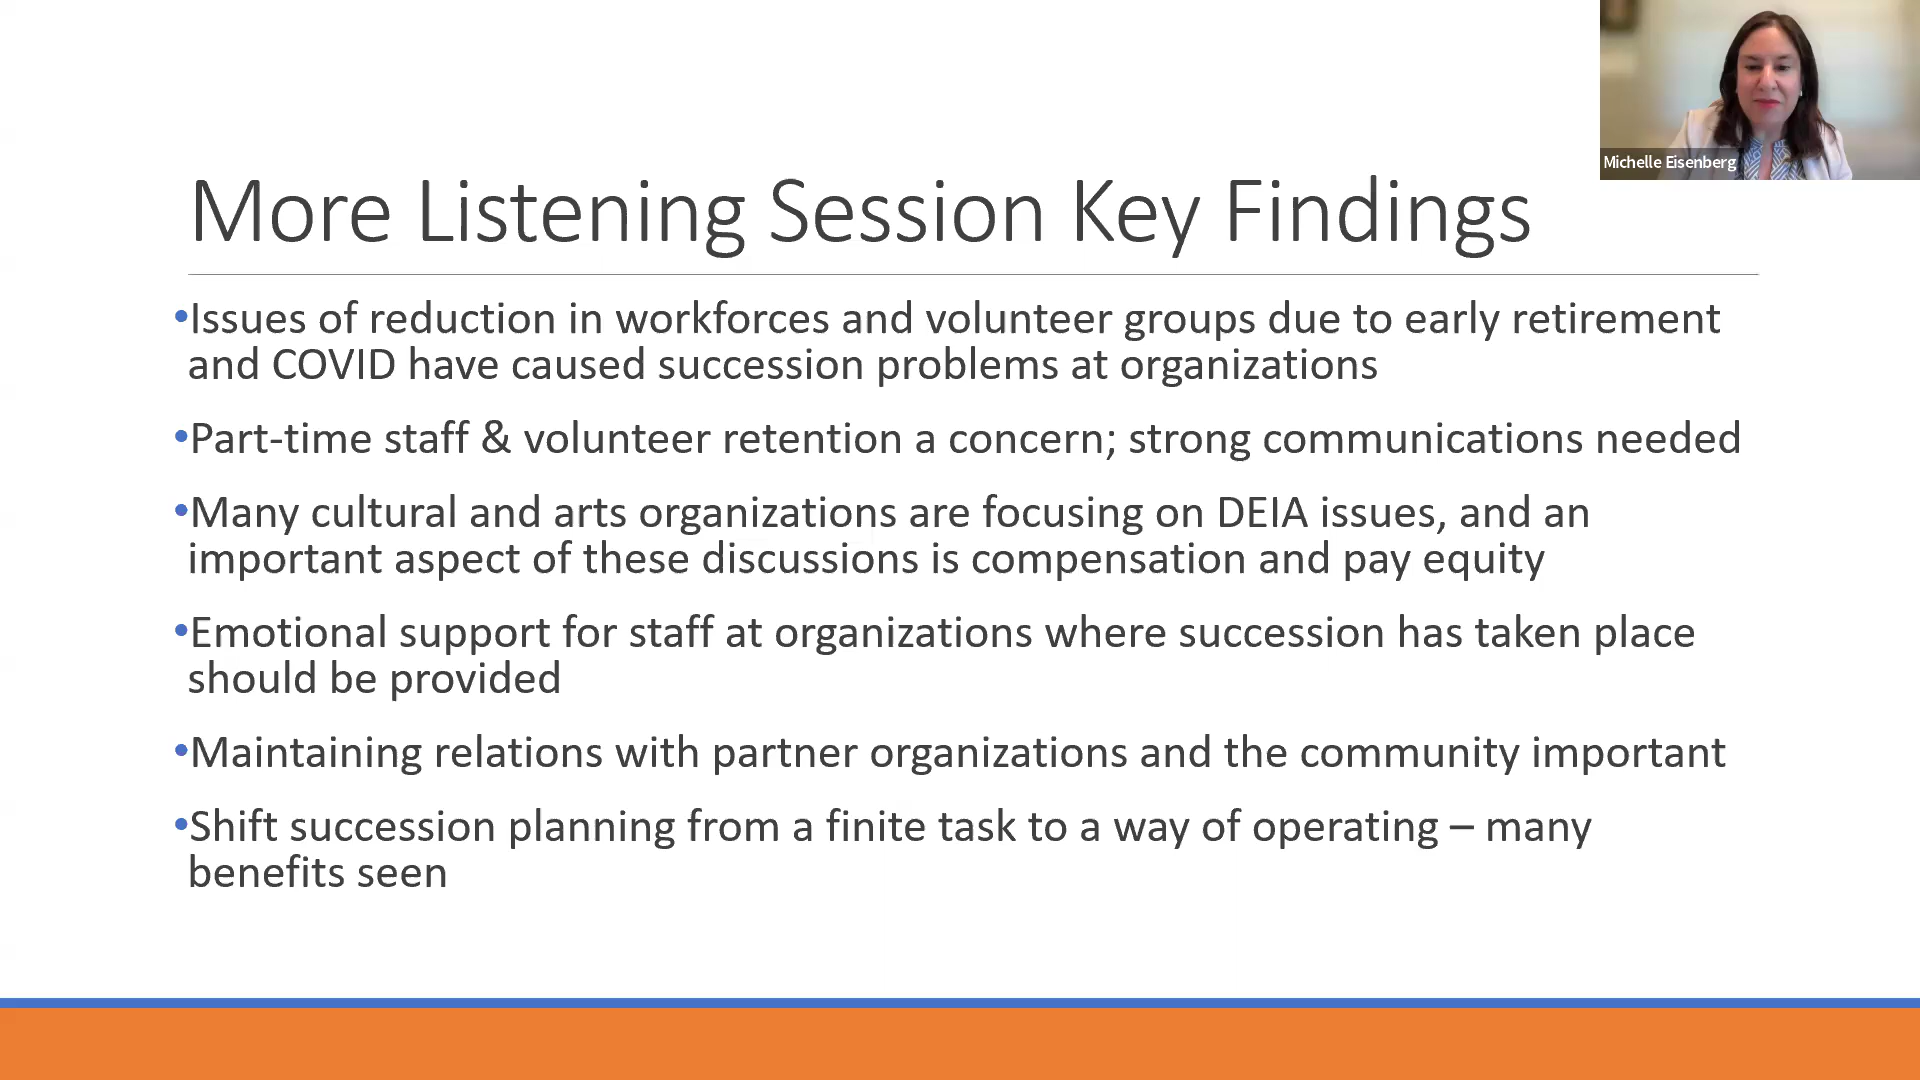 Michelle Eisenberg
More Listening Session Key Findings
•Issues of reduction in workforces and volunteer groups due to early retirement
and COVID have caused succession problems at organizations
•Part-time staff & volunteer retention a concern; strong communications needed
•Many cultural and arts organizations are focusing on DEIA issues, and an
important aspect of these discussions is compensation and pay equity
•Emotional support for staff at organizations where succession has taken place
should be provided
•Maintaining relations with partner organizations and the community important
•Shift succession planning from a finite task to a way of operating – many
benefits seen